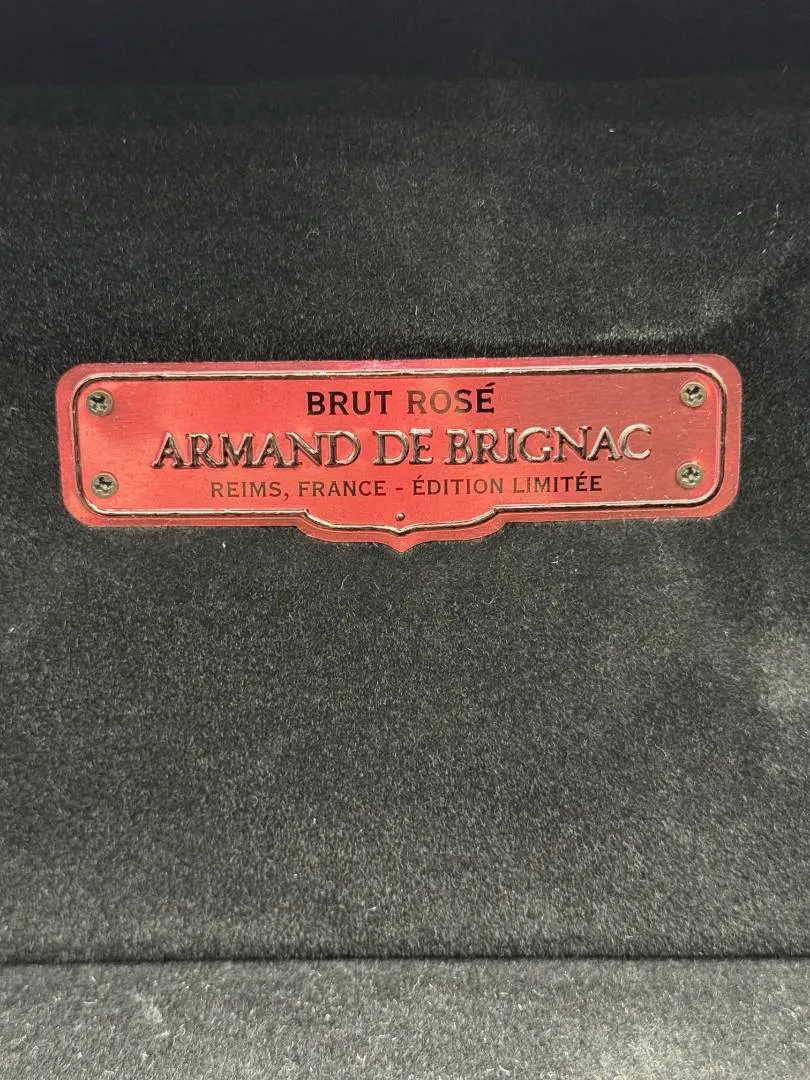 BRUT ROSÉ
ARMAND DE BRIGNAC
REIMS, FRANCE - ÉDITION LIMITÉE